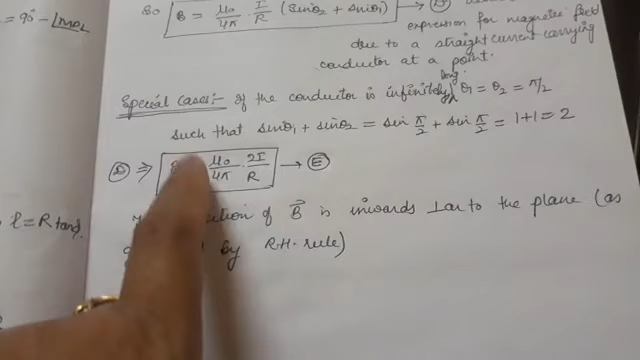 = 90° - ∠MPL
So B = μ₀/4π · I/R (sinθ₂ + sinθ₁) → D
expression for magnetic field
due to a straight current carrying
conductor at a point.
Special Cases:- If the conductor is infinitely long θ₁ = θ₂ = π/2
such that sinθ₁ + sinθ₂ = sin π/2 + sin π/2 = 1+1 = 2
D ⇒ μ₀/4π · 2I/R → E
l = R tanθ
of B⃗ is inwards ⊥ar to the plane (as
by R.H. rule)